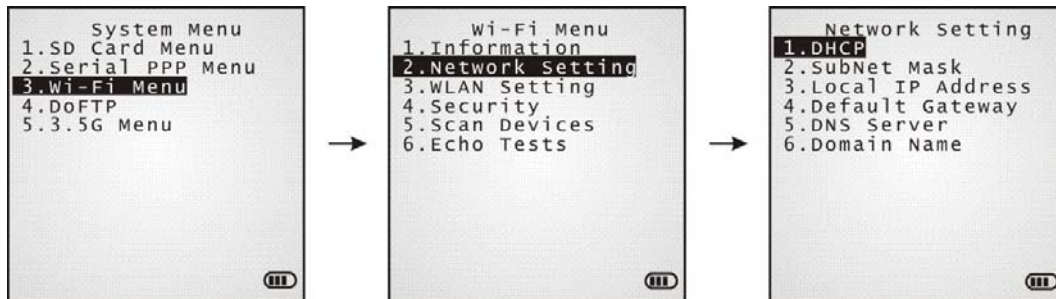 System Menu
1.SD Card Menu
2.Serial PPP Menu
3.Wi-Fi Menu
4.DoFTP
5.3.5G Menu
Wi-Fi Menu
1.Information
2.Network Setting
3.WLAN Setting
4.Security
5.Scan Devices
6.Echo Tests
Network Setting
1.DHCP
2.SubNet Mask
3.Local IP Address
4.Default Gateway
5.DNS Server
6.Domain Name